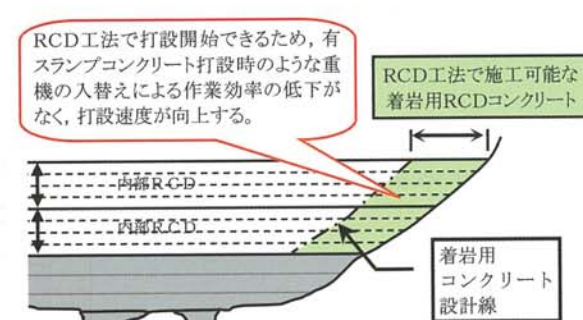 RCD工法で打設開始できるため，有
スランプコンクリート打設時のような重
機の入替えによる作業効率の低下が
なく，打設速度が向上する。
RCD工法で施工可能な
着岩用RCDコンクリート
内部RCD
内部RCD
着岩用
コンクリート
設計線